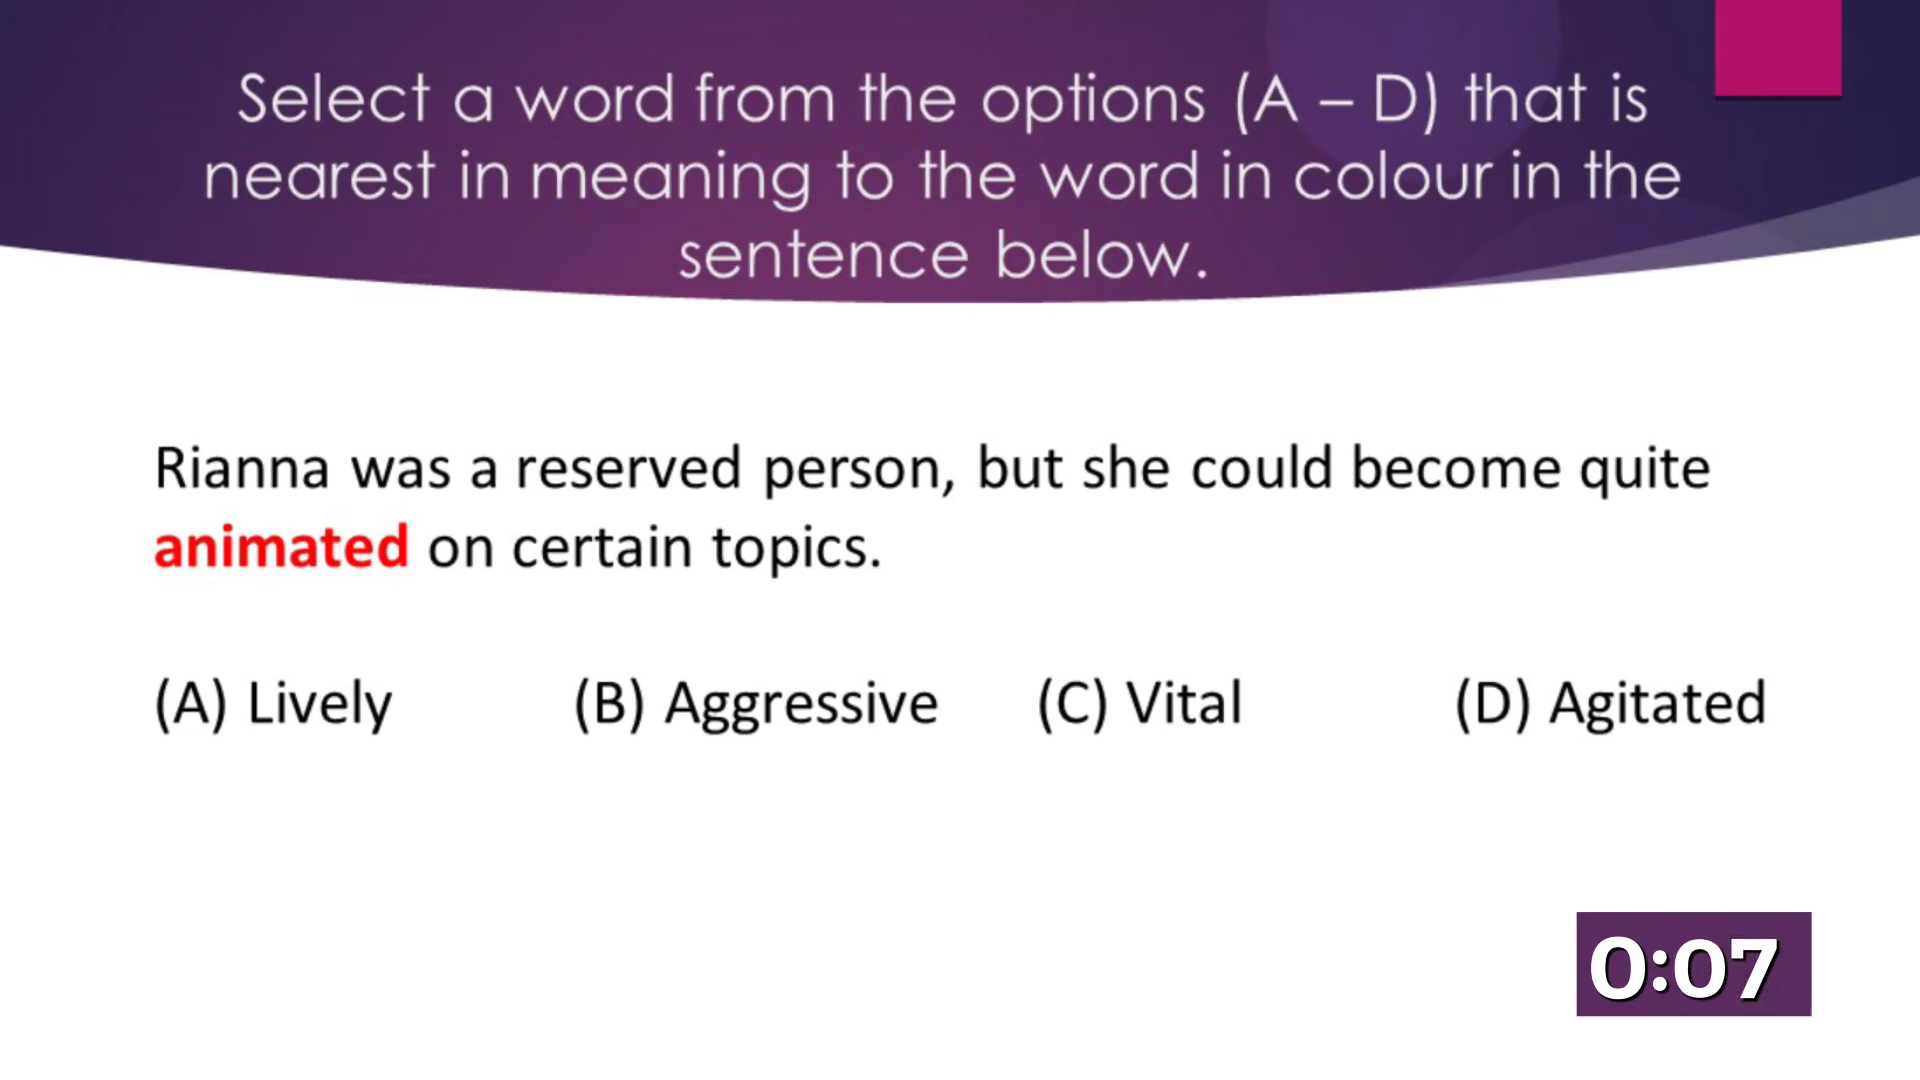 Select a word from the options (A – D) that is
nearest in meaning to the word in colour in the
sentence below.
Rianna was a reserved person, but she could become quite
animated on certain topics.
(A) Lively (B) Aggressive (C) Vital (D) Agitated
0:07